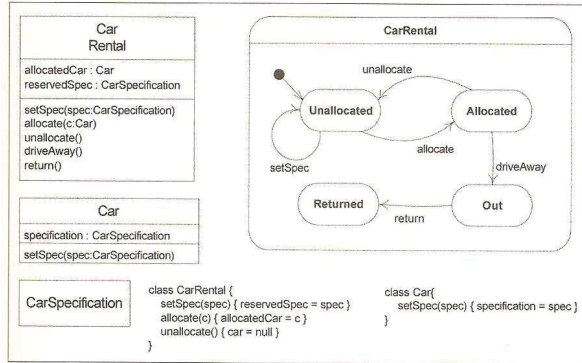 Car
Rental
allocatedCar : Car
reservedSpec : CarSpecification
setSpec(spec:CarSpecification)
allocate(c:Car)
unallocate()
driveAway()
return()
Car
specification : CarSpecification
setSpec(spec:CarSpecification)
CarSpecification
CarRental
unallocate
Unallocated
Allocated
allocate
setSpec
driveAway
Returned
Out
return
class CarRental {
setSpec(spec) { reservedSpec = spec }
allocate(c) { allocatedCar = c }
unallocate() { car = null }
}
class Car{
setSpec(spec) { specification = spec }
}